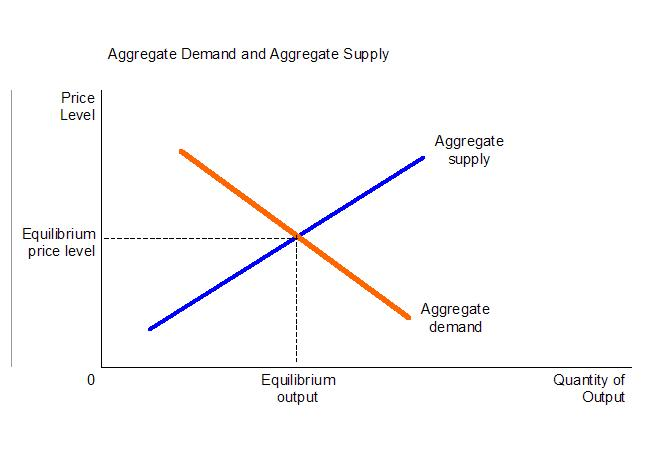 Aggregate Demand and Aggregate Supply
Price
Level
Aggregate
supply
Equilibrium
price level
Aggregate
demand
0
Equilibrium
output
Quantity of
Output